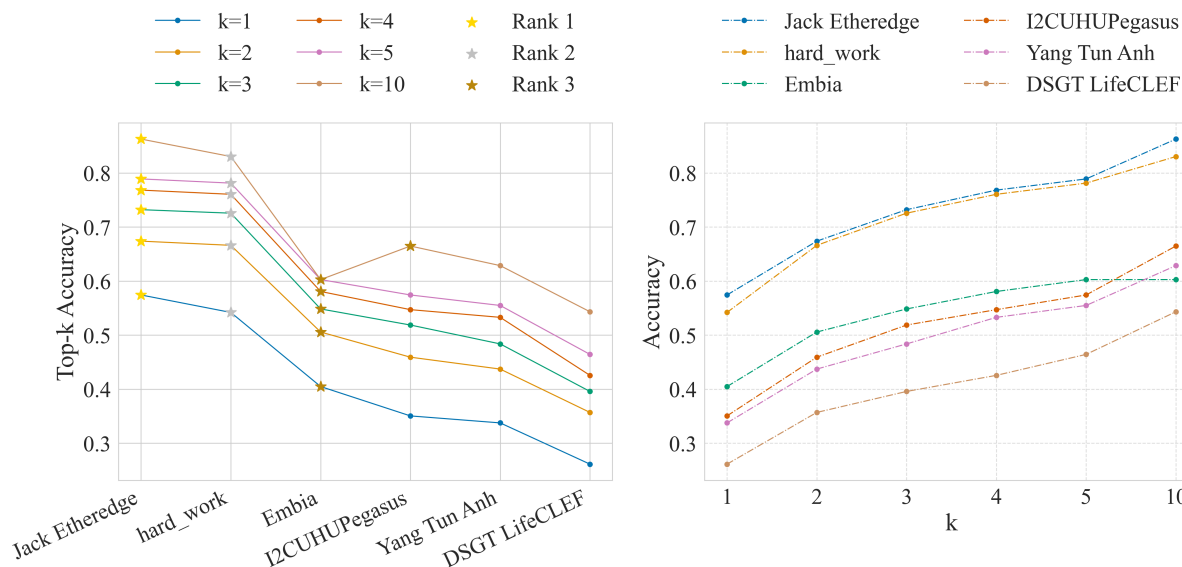 k=1 k=4 Rank 1
k=2 k=5 Rank 2
k=3 k=10 Rank 3
Top-k Accuracy
0.8
0.7
0.6
0.5
0.4
0.3
Jack Etheredge
hard_work
Embia
I2CUHUPegasus
Yang Tun Anh
DSGT LifeCLEF
Jack Etheredge I2CUHUPegasus
hard_work Yang Tun Anh
Embia DSGT LifeCLEF
Accuracy
0.8
0.7
0.6
0.5
0.4
0.3
1 2 3 4 5 10
k